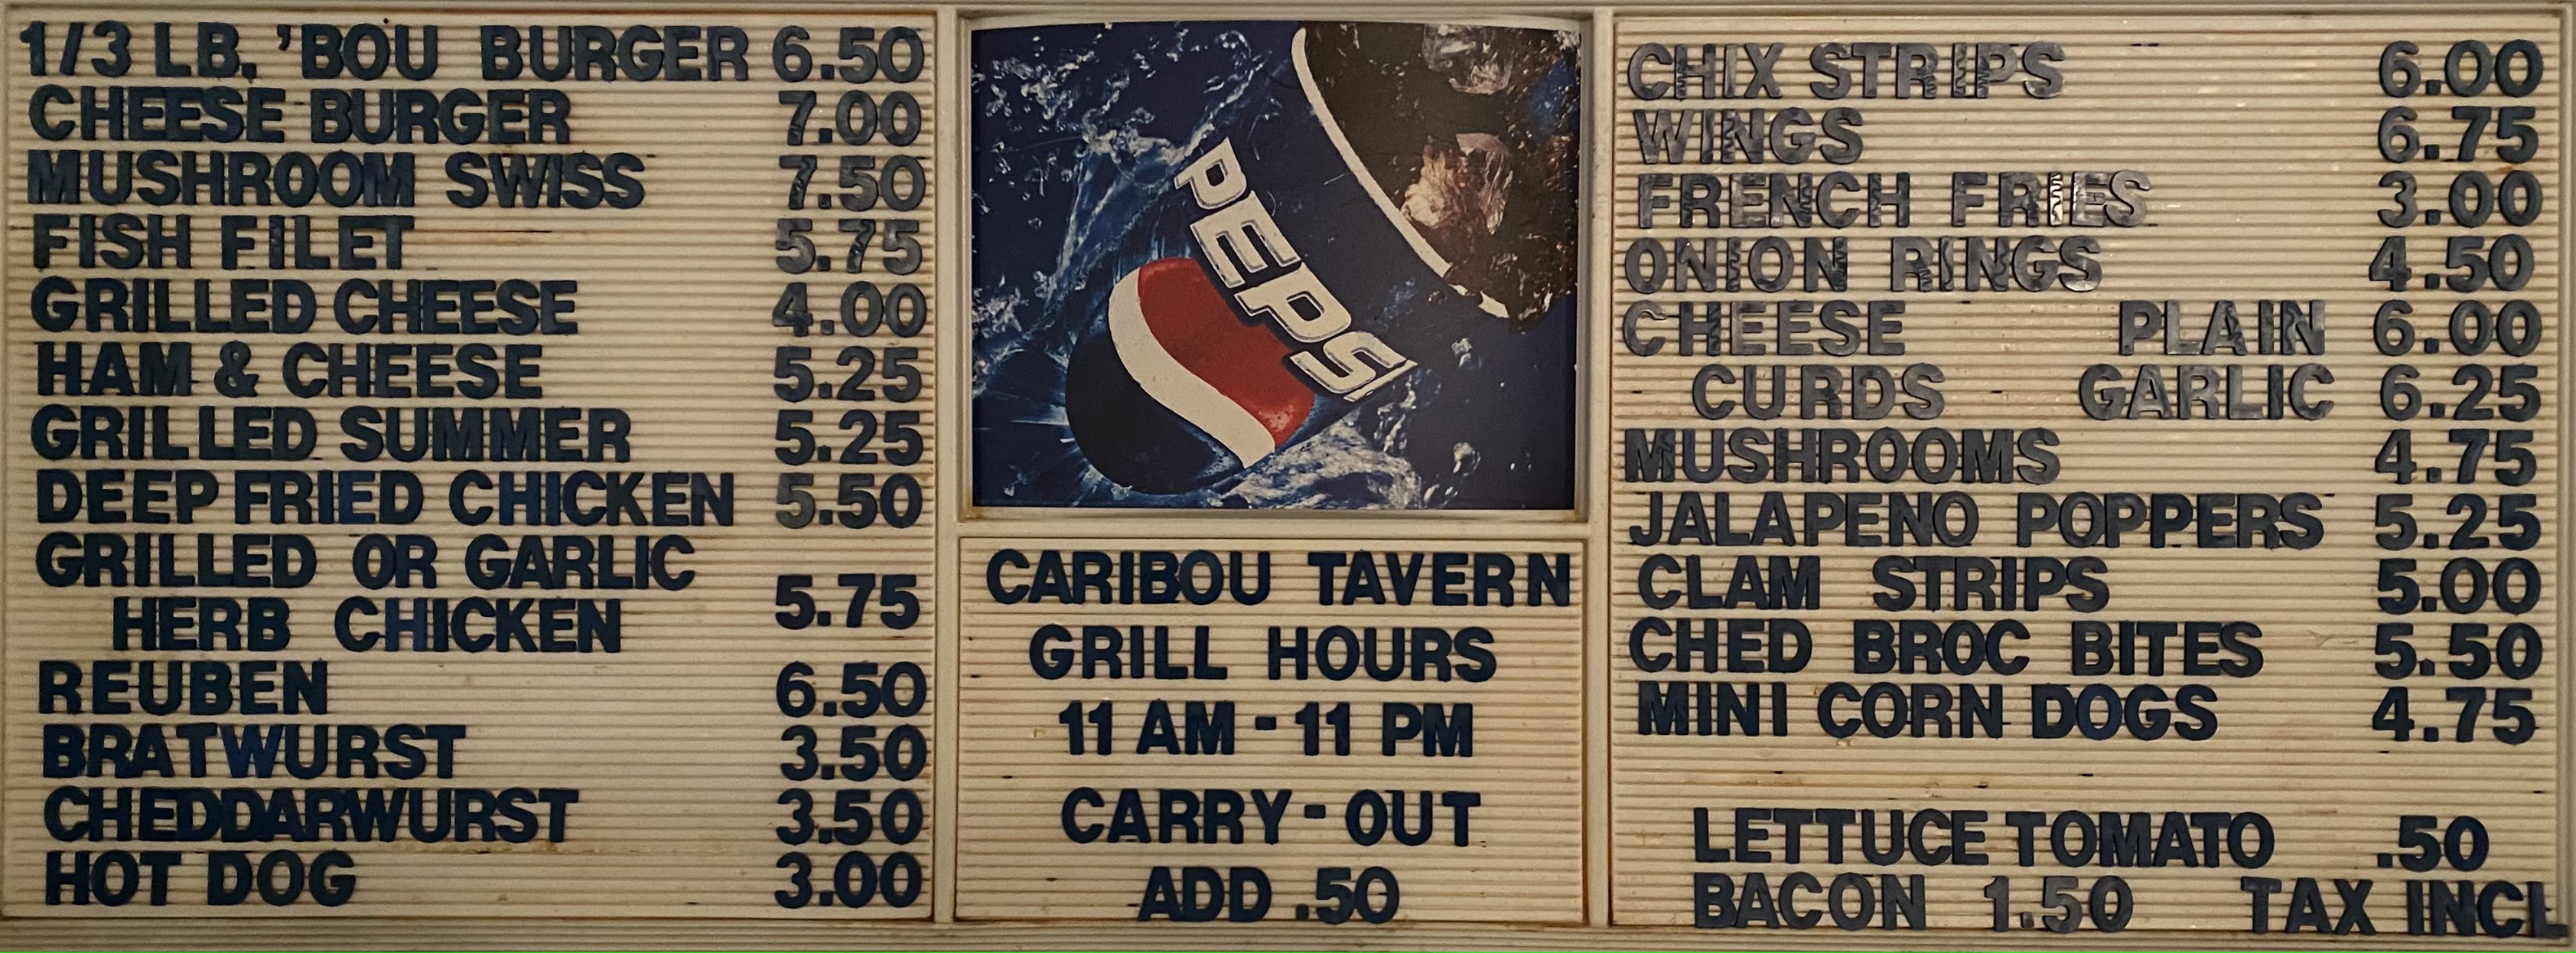 1/3 LB. 'BOU BURGER 6.50
CHEESE BURGER 7.00
MUSHROOM SWISS 7.50
FISH FILET 5.75
GRILLED CHEESE 4.00
HAM & CHEESE 5.25
GRILLED SUMMER 5.25
DEEP FRIED CHICKEN 5.50
GRILLED OR GARLIC
HERB CHICKEN 5.75
REUBEN 6.50
BRATWURST 3.50
CHEDDARWURST 3.50
HOT DOG 3.00
PEPSI
CARIBOU TAVERN
GRILL HOURS
11 AM - 11 PM
CARRY-OUT
ADD .50
CHIX STRIPS 6.00
WINGS 6.75
FRENCH FRIES 3.00
ONION RINGS 4.50
CHEESE PLAIN 6.00
CURDS GARLIC 6.25
MUSHROOMS 4.75
JALAPENO POPPERS 5.25
CLAM STRIPS 5.00
CHED BROC BITES 5.50
MINI CORN DOGS 4.75
LETTUCE TOMATO .50
BACON 1.50 TAX INCL